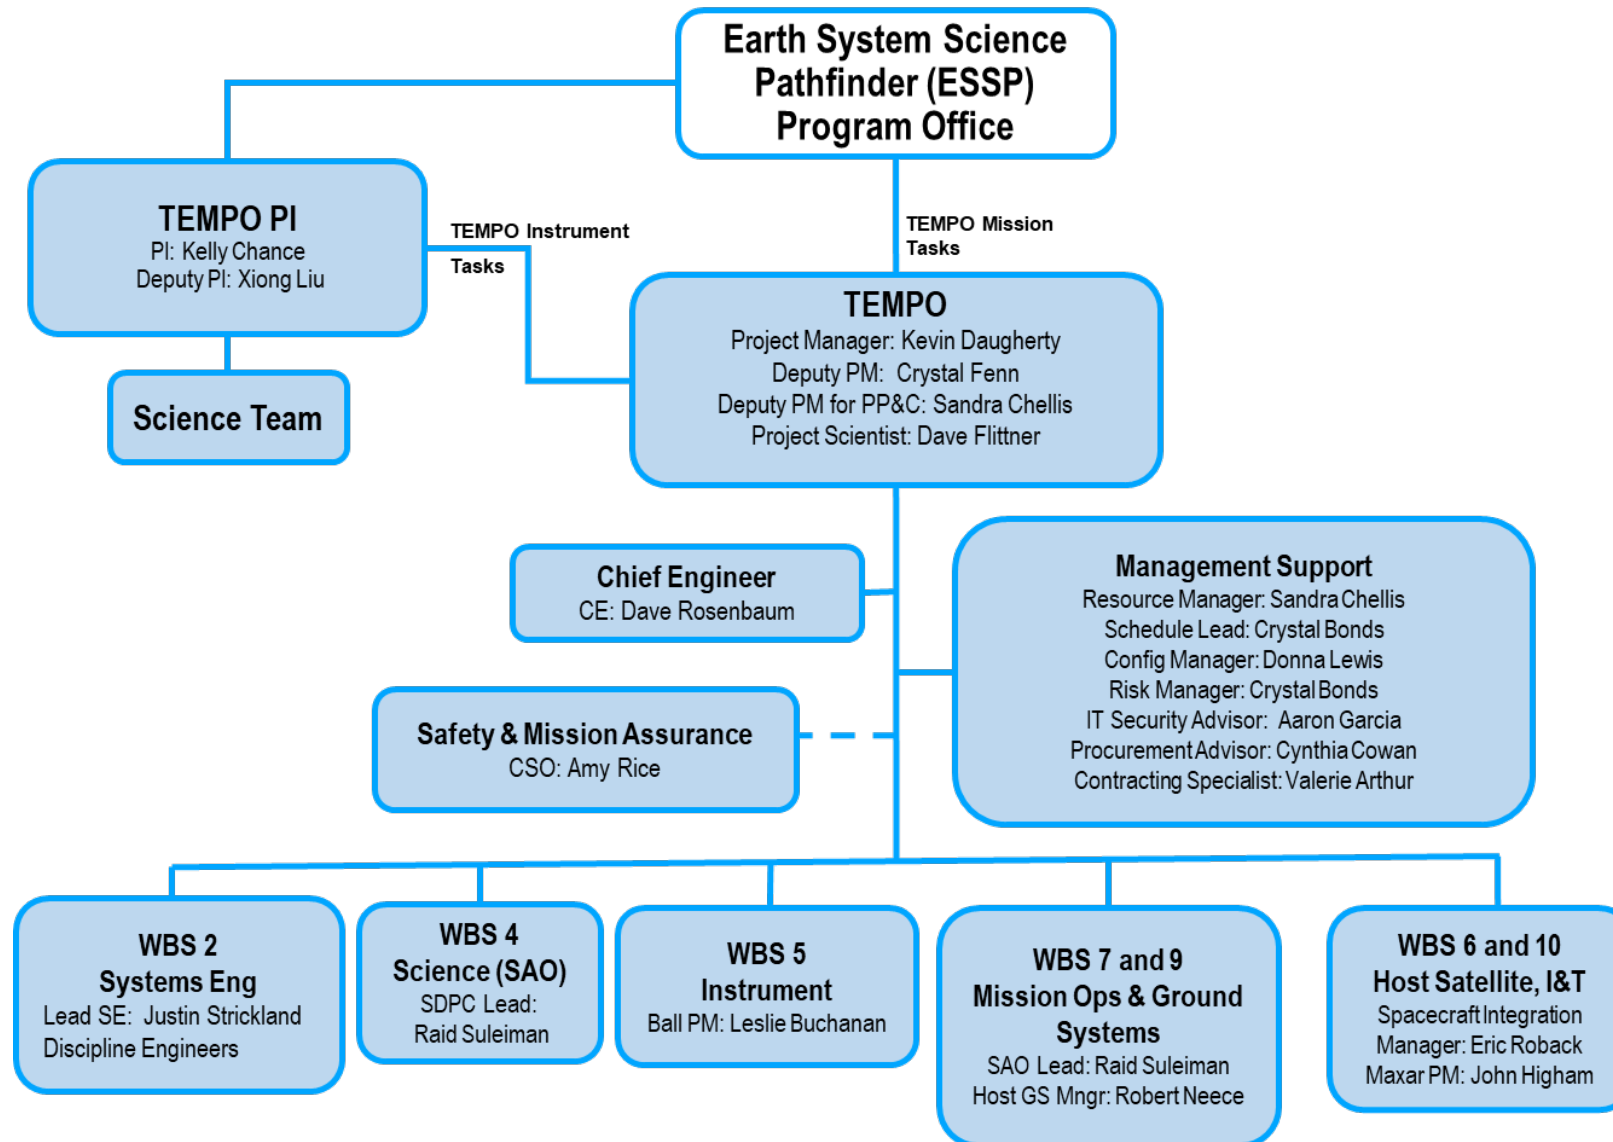 Earth System Science
Pathfinder (ESSP)
Program Office
TEMPO PI
PI: Kelly Chance
Deputy PI: Xiong Liu
TEMPO Instrument
Tasks
TEMPO Mission
Tasks
Science Team
TEMPO
Project Manager: Kevin Daugherty
Deputy PM: Crystal Fenn
Deputy PM for PP&C: Sandra Chellis
Project Scientist: Dave Flittner
Chief Engineer
CE: Dave Rosenbaum
Management Support
Resource Manager: Sandra Chellis
Schedule Lead: Crystal Bonds
Config Manager: Donna Lewis
Risk Manager: Crystal Bonds
IT Security Advisor: Aaron Garcia
Procurement Advisor: Cynthia Cowan
Contracting Specialist: Valerie Arthur
Safety & Mission Assurance
CSO: Amy Rice
WBS 2
Systems Eng
Lead SE: Justin Strickland
Discipline Engineers
WBS 4
Science (SAO)
SDPC Lead:
Raid Suleiman
WBS 5
Instrument
Ball PM: Leslie Buchanan
WBS 7 and 9
Mission Ops & Ground
Systems
SAO Lead: Raid Suleiman
Host GS Mngr: Robert Neece
WBS 6 and 10
Host Satellite, I&T
Spacecraft Integration
Manager: Eric Roback
Maxar PM: John Higham